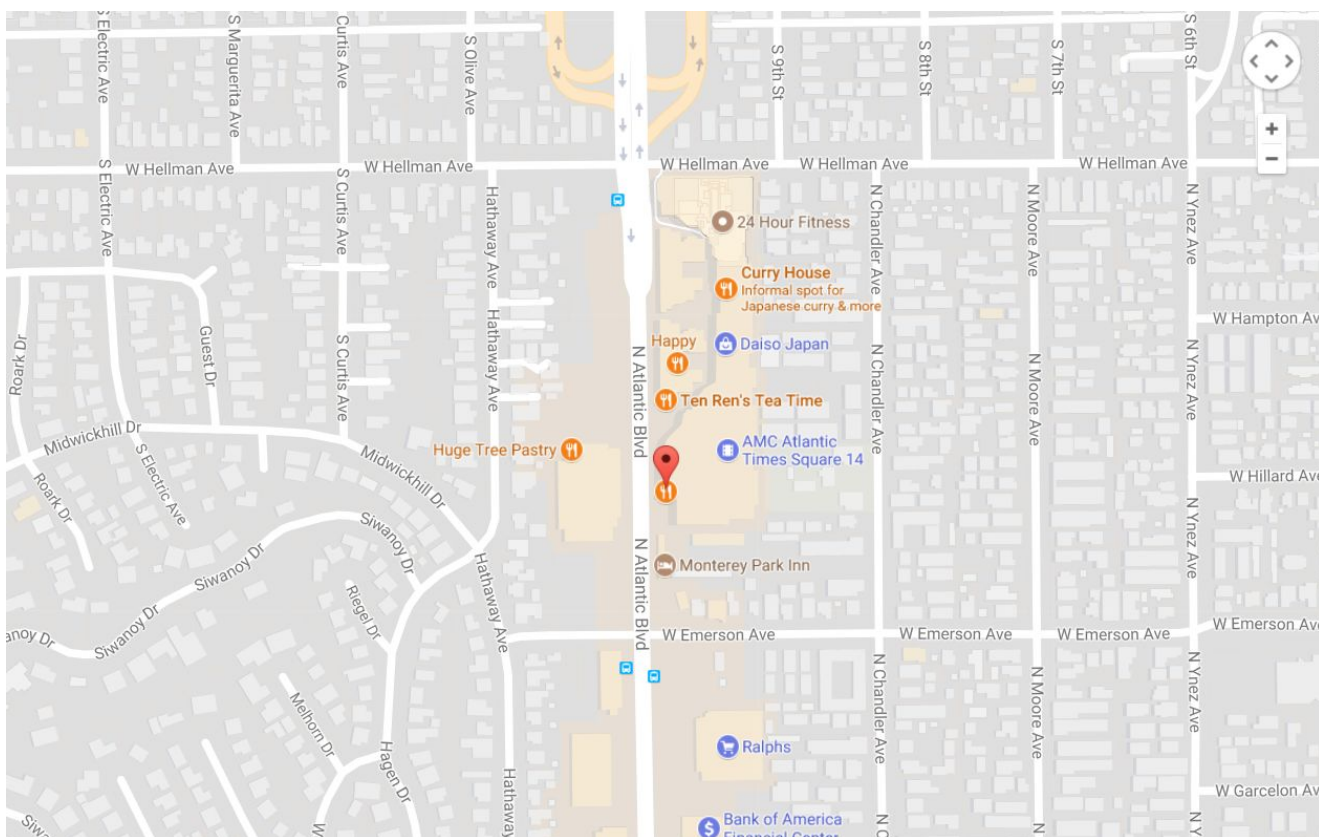 S Electric Ave
S Marguerita Ave
Curtis Ave
S Olive Ave
S 9th St
S 8th St
S 7th St
S 6th St
W Hellman Ave
W Hellman Ave
W Hellman Ave
W Hellman Ave
W Hellman Ave
S Electric Ave
S Curtis Ave
Hathaway Ave
N Chandler Ave
N Moore Ave
N Ynez Ave
24 Hour Fitness
Curry House
Informal spot for
Japanese curry & more
Roark Dr
Guest Dr
S Curtis Ave
Hathaway Ave
N Atlantic Blvd
Happy
Daiso Japan
W Hampton Av
Ten Ren's Tea Time
N Chandler Ave
N Moore Ave
N Ynez Ave
Midwickhill Dr
S Electric Ave
Midwickhill Dr
Huge Tree Pastry
AMC Atlantic
Times Square 14
Roark Dr
W Hillard Ave
Siwanoy Dr
Siwanoy Dr
N Atlantic Blvd
N Ynez Ave
Monterey Park Inn
Riegel Dr
Hathaway Ave
anoy Dr
Siwanoy Dr
W Emerson Ave
W Emerson Ave
W Emerson Ave
W Emerson Ave
Melhorn Dr
N Chandler Ave
N Moore Ave
N Ynez Ave
Hagen Dr
Hathaway
Ralphs
W Garcelon Av
Siw
W
Bank of America
Financial Center
N C
N Y
+
−